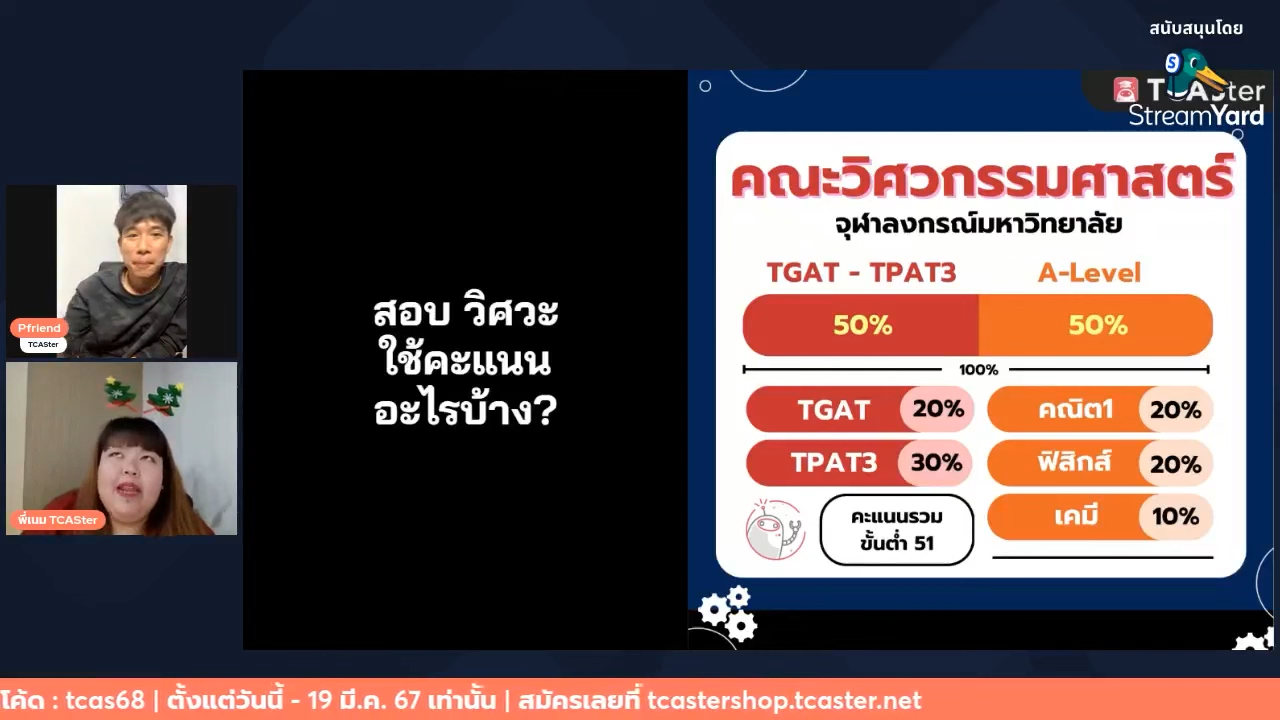 สนับสนุนโดย
TCASter
StreamYard
คณะวิศวกรรมศาสตร์
จุฬาลงกรณ์มหาวิทยาลัย
TGAT - TPAT3
A-Level
50%
50%
100%
TGAT 20%
คณิต1 20%
TPAT3 30%
ฟิสิกส์ 20%
เคมี 10%
คะแนนรวม
ขั้นต่ำ 51
สอบ วิศวะ
ใช้คะแนน
อะไรบ้าง?
Pfriend
TCASter
พี่เนม TCASter
โค้ด : tcas68 | ตั้งแต่วันนี้ - 19 มี.ค. 67 เท่านั้น | สมัครเลยที่ tcastershop.tcaster.net